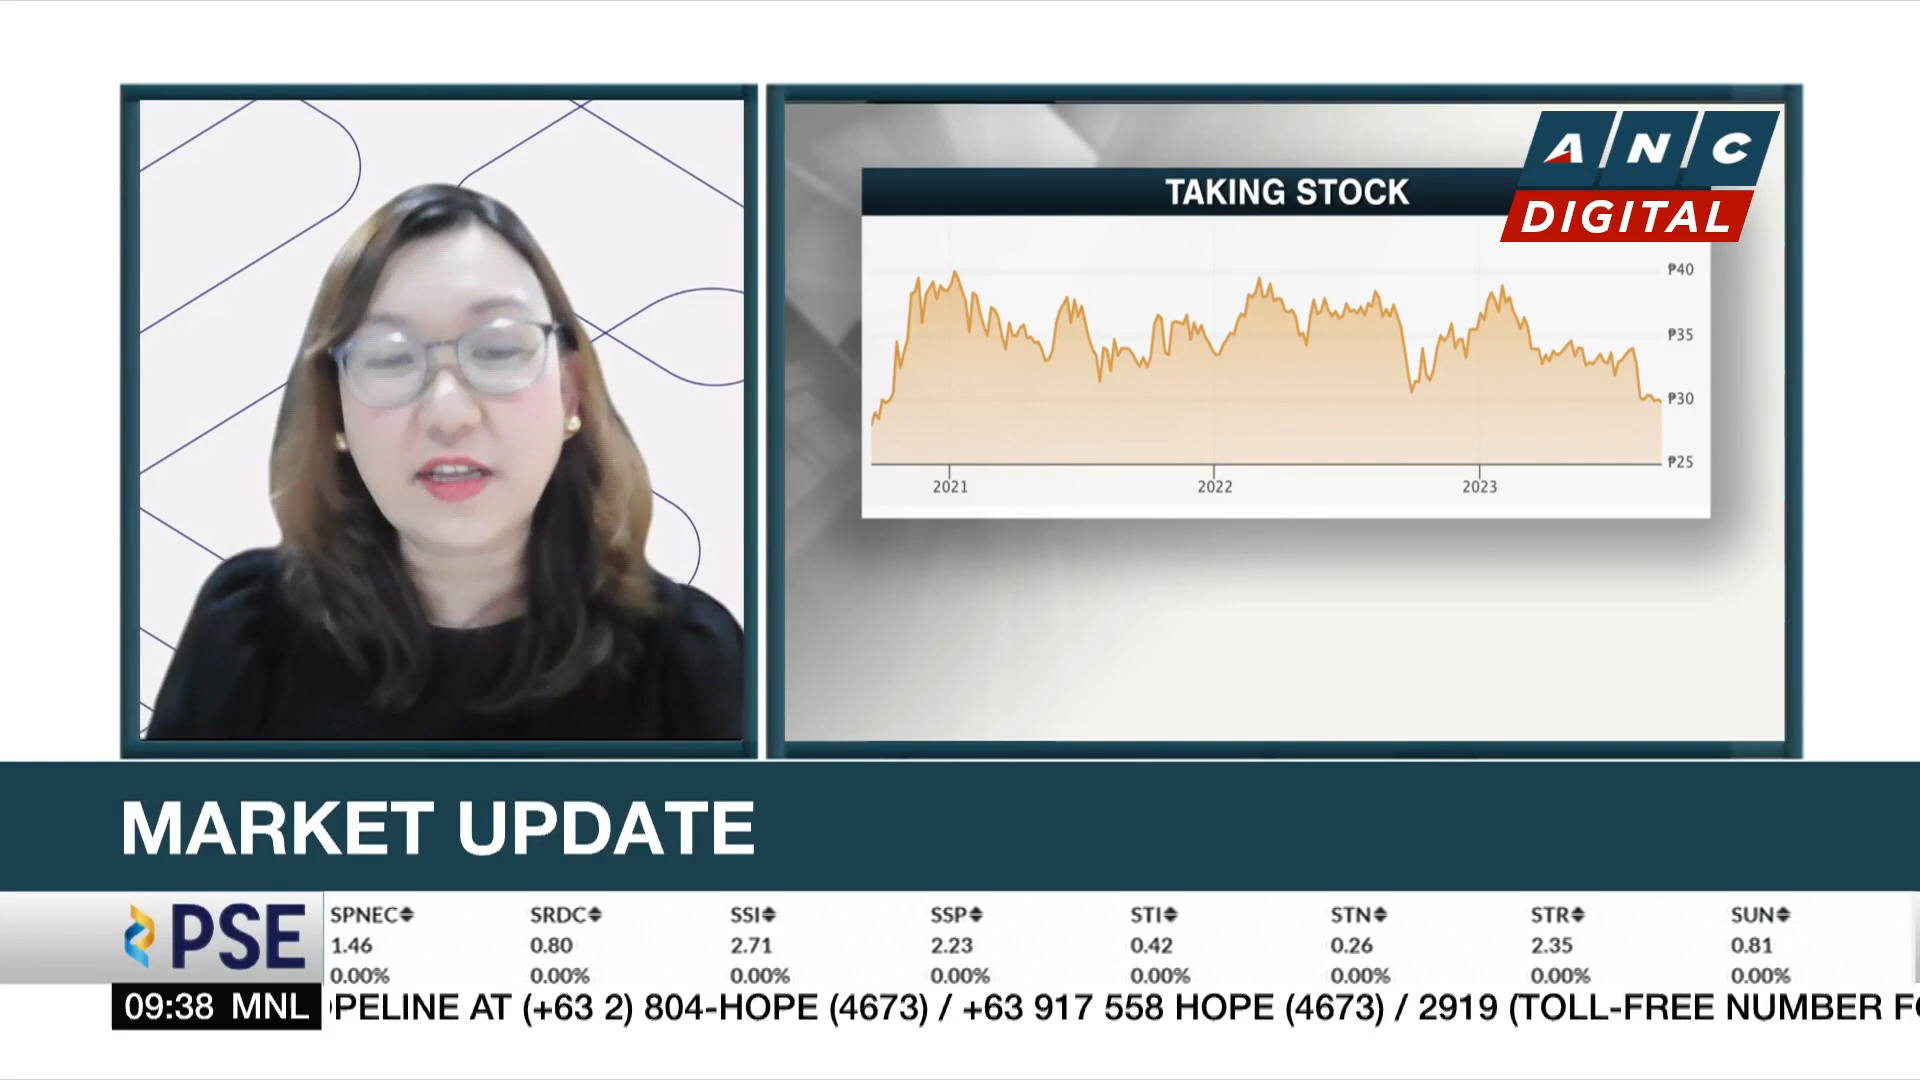 ANC
DIGITAL
TAKING STOCK
₱40
₱35
₱30
₱25
2021 2022 2023
MARKET UPDATE
PSE
SPNEC SRDC SSI SSP STI STN STR SUN
1.46 0.80 2.71 2.23 0.42 0.26 2.35 0.81
0.00% 0.00% 0.00% 0.00% 0.00% 0.00% 0.00% 0.00%
09:38 MNL
PELINE AT (+63 2) 804-HOPE (4673) / +63 917 558 HOPE (4673) / 2919 (TOLL-FREE NUMBER F